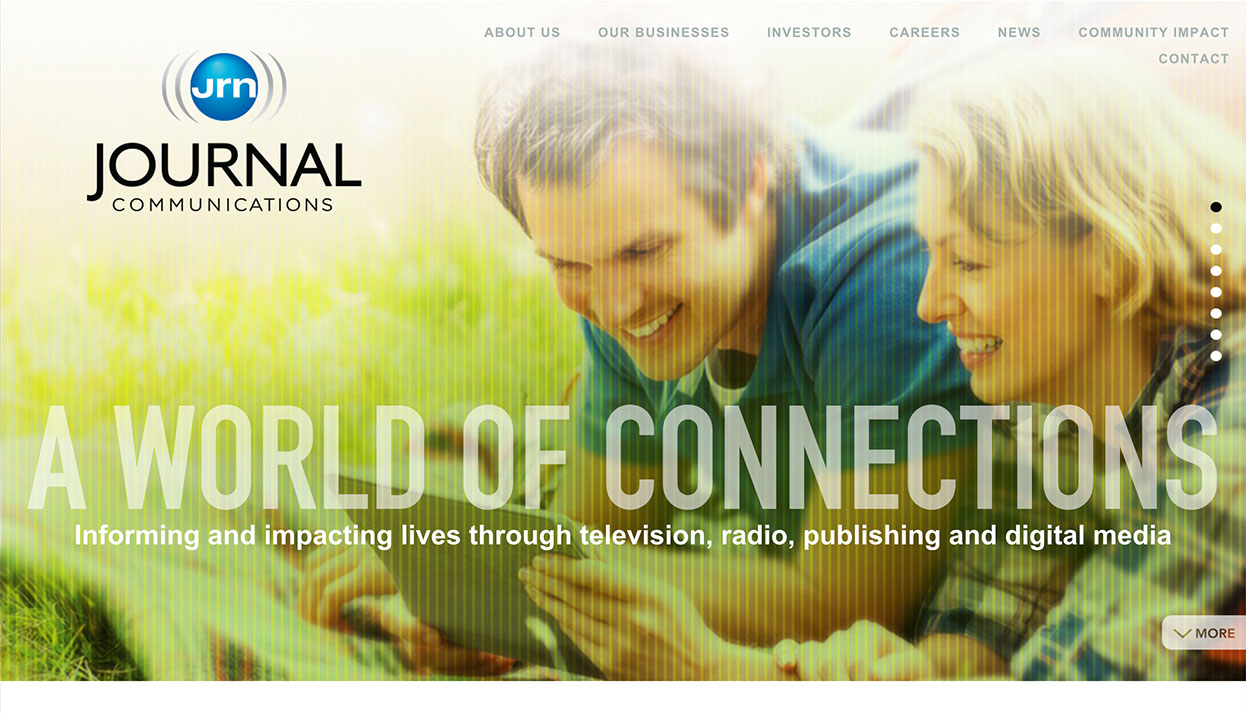 ABOUT US OUR BUSINESSES INVESTORS CAREERS NEWS COMMUNITY IMPACT
CONTACT
Jrn
JOURNAL
COMMUNICATIONS
A WORLD OF CONNECTIONS
Informing and impacting lives through television, radio, publishing and digital media
MORE